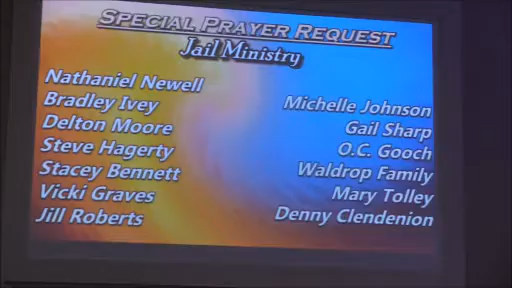 Special Prayer Request
Jail Ministry
Nathaniel Newell
Bradley Ivey
Delton Moore
Steve Hagerty
Stacey Bennett
Vicki Graves
Jill Roberts
Michelle Johnson
Gail Sharp
O.C. Gooch
Waldrop Family
Mary Tolley
Denny Clendenion